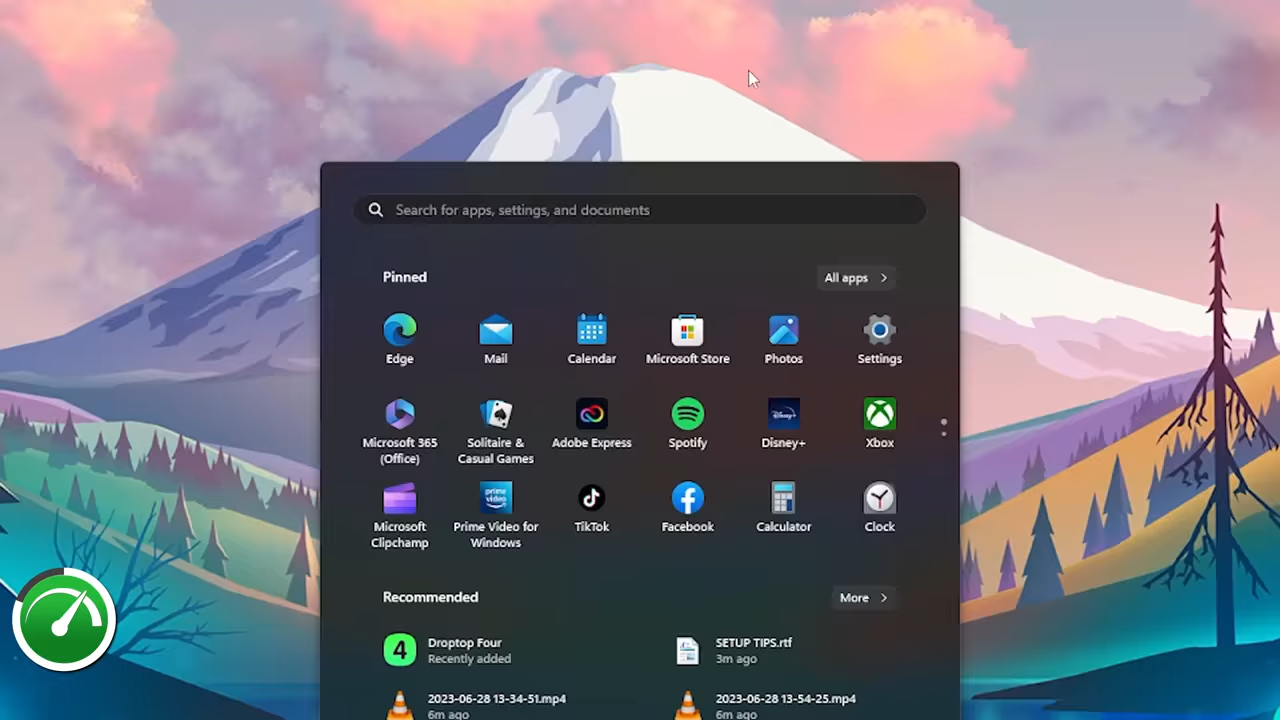 Search for apps, settings, and documents
Pinned
All apps
Edge
Mail
Calendar
Microsoft Store
Photos
Settings
Microsoft 365
(Office)
Solitaire &
Casual Games
Adobe Express
Spotify
Disney+
Xbox
Microsoft
Clipchamp
prime
video
Prime Video for
Windows
TikTok
Facebook
Calculator
Clock
Recommended
More
4
Droptop Four
Recently added
SETUP TIPS.rtf
3m ago
2023-06-28 13-34-51.mp4
6m ago
2023-06-28 13-54-25.mp4
6m ago